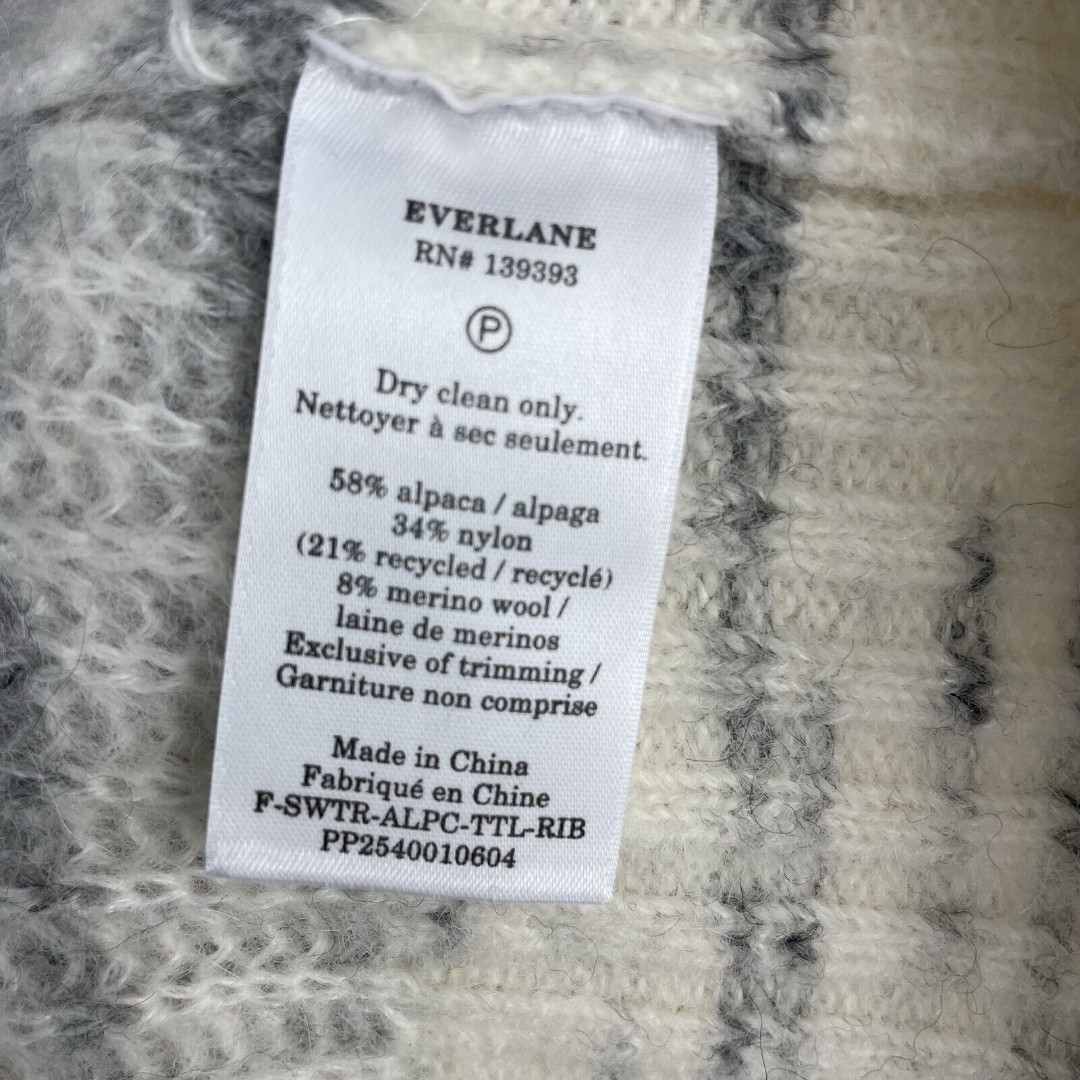 EVERLANE
RN# 139393
P
Dry clean only.
Nettoyer à sec seulement.
58% alpaca / alpaga
34% nylon
(21% recycled / recyclé)
8% merino wool /
laine de merinos
Exclusive of trimming /
Garniture non comprise
Made in China
Fabriqué en Chine
F-SWTR-ALPC-TTL-RIB
PP2540010604